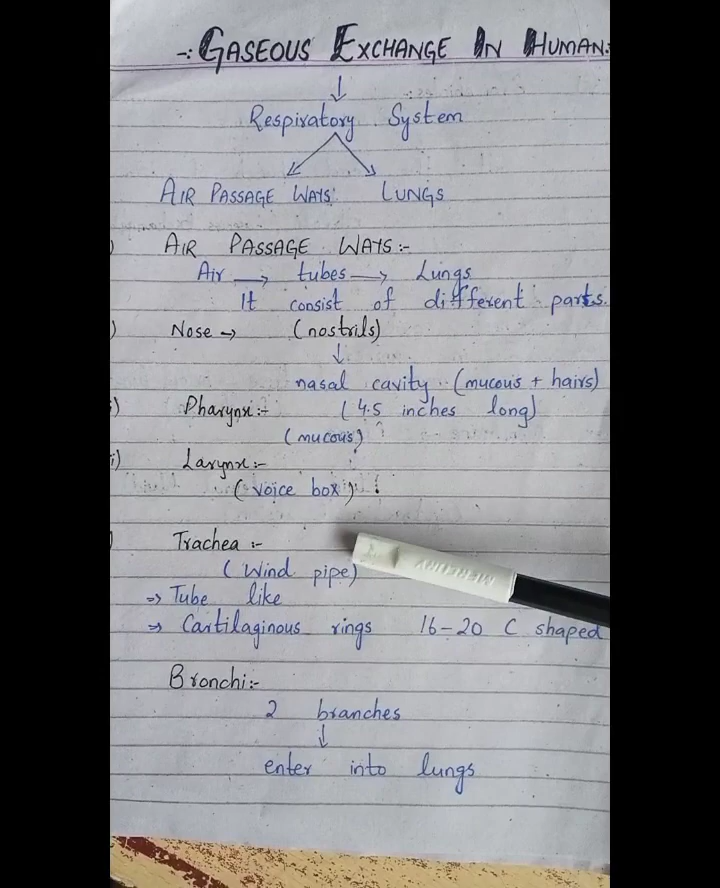 -: GASEOUS EXCHANGE IN HUMAN:
↓
Respiratory System
AIR PASSAGE WAYS LUNGS
) AIR PASSAGE WAYS:-
Air → tubes → Lungs
It consist of different parts.
) Nose → (nostrils)
↓
nasal cavity (mucous + hairs)
i) Pharynx:- (4.5 inches long)
(mucous)
i) Larynx:-
(voice box)
) Trachea :-
(Wind pipe)
⇒ Tube like
⇒ Cartilaginous rings 16-20 C shaped
Bronchi:-
2 branches
↓
enter into lungs
MERCURY